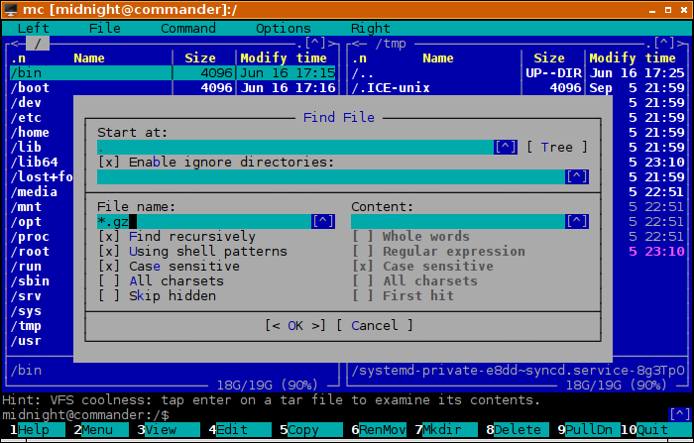 mc [midnight@commander]:/
Left File Command Options Right
<─ / .[^]> <─ /tmp .[^]>
.n Name Size Modify time .n Name Size Modify time
/bin 4096 Jun 16 17:15 /.. UP--DIR Jun 16 17:25
/boot 4096 Jun 16 17:16 /.ICE-unix 4096 Sep 5 21:59
/dev 5 21:59
/etc Find File 5 21:59
/home Start at: 5 21:59
/lib . [^] [ Tree ] 5 21:59
/lib64 [x] Enable ignore directories: 5 23:10
/lost+fo [^] 5 21:59
/media 5 22:51
/mnt File name: Content: 5 22:51
/opt *.gz [^] [^] 5 22:51
/proc [x] Find recursively [ ] Whole words 5 22:51
/root [x] Using shell patterns [ ] Regular expression 5 23:10
/run [x] Case sensitive [x] Case sensitive
/sbin [ ] All charsets [ ] All charsets
/srv [ ] Skip hidden [ ] First hit
/sys
/tmp [< OK >] [ Cancel ]
/usr
/bin /systemd-private-e8dd~syncd.service-8g3TpO
18G/19G (90%) 18G/19G (90%)
Hint: VFS coolness: tap enter on a tar file to examine its contents.
midnight@commander:/$ [^]
1Help 2Menu 3View 4Edit 5Copy 6RenMov 7Mkdir 8Delete 9PullDn 10Quit